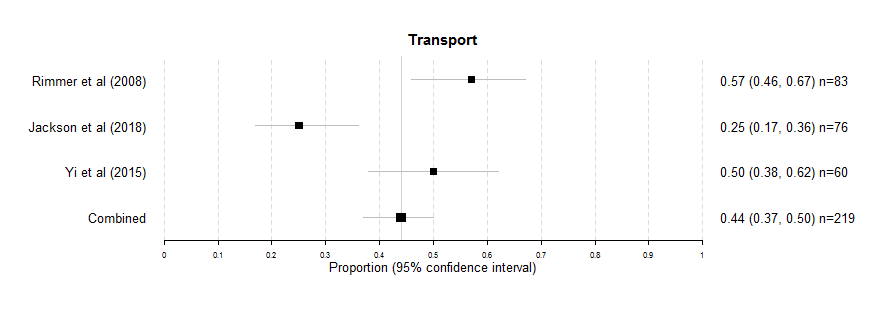 Transport
Rimmer et al (2008) 0.57 (0.46, 0.67) n=83
Jackson et al (2018) 0.25 (0.17, 0.36) n=76
Yi et al (2015) 0.50 (0.38, 0.62) n=60
Combined 0.44 (0.37, 0.50) n=219
0 0.1 0.2 0.3 0.4 0.5 0.6 0.7 0.8 0.9 1
Proportion (95% confidence interval)